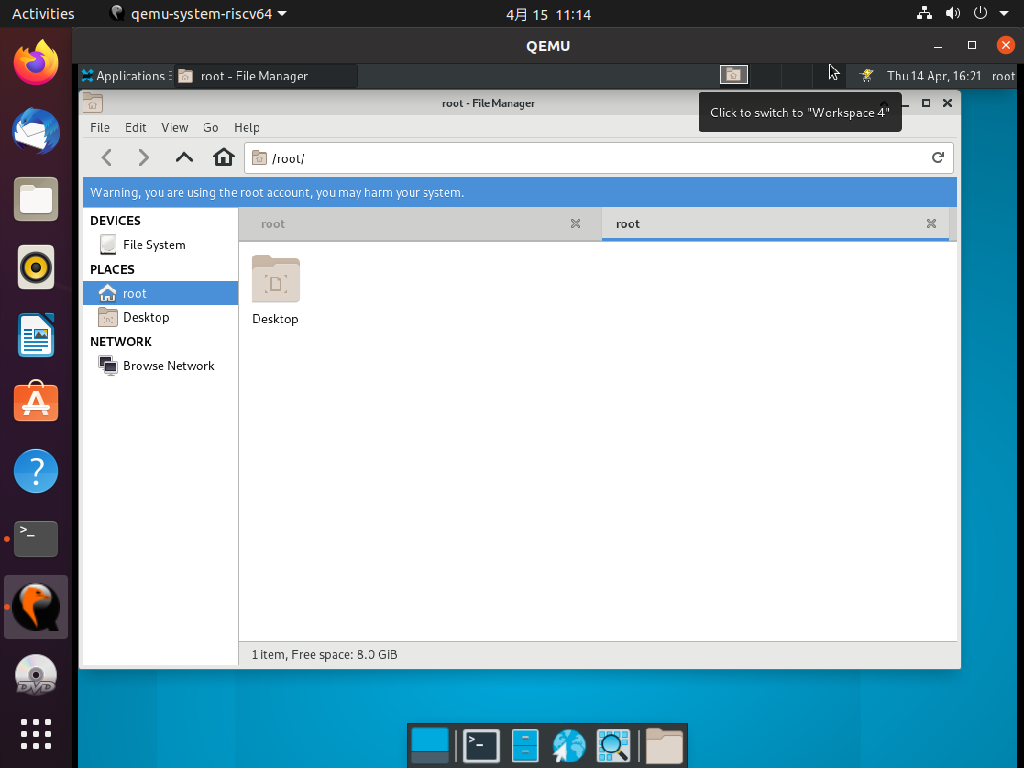 Activities qemu-system-riscv64 4月 15 11:14
QEMU
Applications root - File Manager Thu 14 Apr, 16:21 root
root - File Manager
Click to switch to "Workspace 4"
File Edit View Go Help
/root/
Warning, you are using the root account, you may harm your system.
DEVICES
File System
PLACES
root
Desktop
NETWORK
Browse Network
root root
Desktop
1 item, Free space: 8.0 GiB
DVD